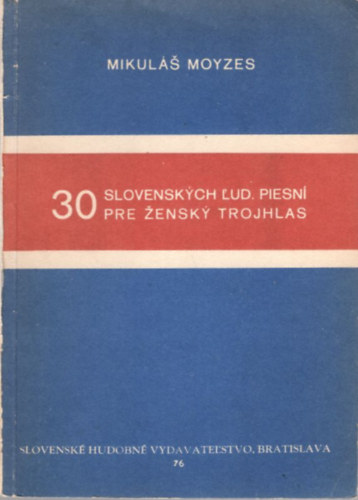 MIKULÁŠ MOYZES
30 SLOVENSKÝCH ĽUD. PIESNÍ
PRE ŽENSKÝ TROJHLAS
SLOVENSKÉ HUDOBNÉ VYDAVATEĽSTVO, BRATISLAVA
76